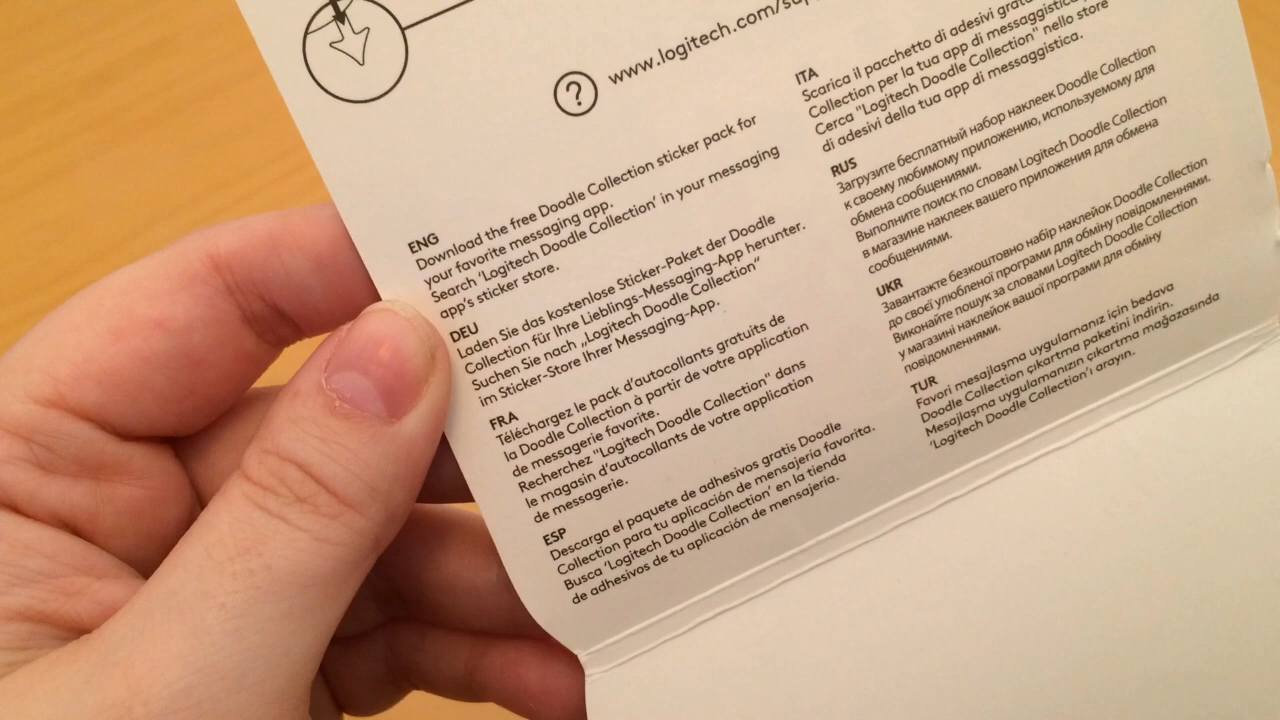 ?
www.logitech.com/sup
ENG
Download the free Doodle Collection sticker pack for
your favorite messaging app.
Search ‘Logitech Doodle Collection’ in your messaging
app’s sticker store.
DEU
Laden Sie das kostenlose Sticker-Paket der Doodle
Collection für Ihre Lieblings-Messaging-App herunter.
Suchen Sie nach „Logitech Doodle Collection“
im Sticker-Store Ihrer Messaging-App.
FRA
Téléchargez le pack d’autocollants gratuits de
la Doodle Collection à partir de votre application
de messagerie favorite.
Recherchez "Logitech Doodle Collection" dans
le magasin d’autocollants de votre application
de messagerie.
ESP
Descarga el paquete de adhesivos gratis Doodle
Collection para tu aplicación de mensajería favorita.
Busca ‘Logitech Doodle Collection’ en la tienda
de adhesivos de tu aplicación de mensajería.
ITA
Scarica il pacchetto di adesivi
Collection per la tua app di messaggistica
Cerca "Logitech Doodle Collection" nello store
di adesivi della tua app di messaggistica.
RUS
Загрузите бесплатный набор наклеек Doodle Collection
к своему любимому приложению, используемому для
обмена сообщениями.
Выполните поиск по словам Logitech Doodle Collection
в магазине наклеек вашего приложения для обмена
сообщениями.
UKR
Завантажте безкоштовно набір наклейок Doodle Collection
до своєї улюбленої програми для обміну повідомленнями.
Виконайте пошук за словами Logitech Doodle Collection
у магазині наклейок вашої програми для обміну
повідомленнями.
TUR
Favori mesajlaşma uygulamanız için bedava
Doodle Collection çıkartma paketini indirin.
Mesajlaşma uygulamanızın çıkartma mağazasında
‘Logitech Doodle Collection’ı arayın.